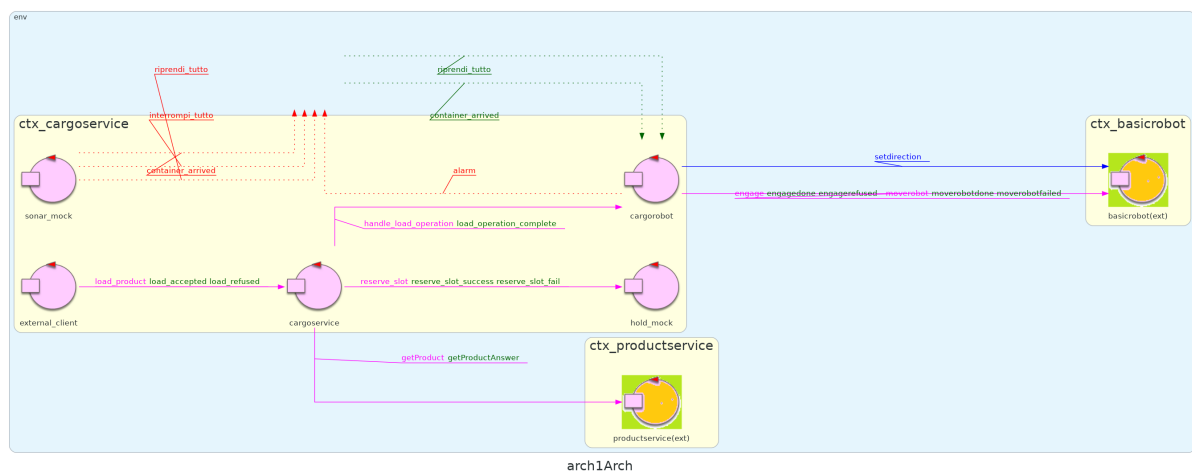 env
riprendi_tutto
riprendi_tutto
interrompi_tutto
container_arrived
ctx_cargoservice
ctx_basicrobot
setdirection
container_arrived
alarm
engage engagedone engagerefused moverobot moverobotdone moverobotfailed
sonar_mock
cargorobot
basicrobot(ext)
handle_load_operation load_operation_complete
load_product load_accepted load_refused
reserve_slot reserve_slot_success reserve_slot_fail
external_client
cargoservice
hold_mock
ctx_productservice
getProduct getProductAnswer
productservice(ext)
arch1Arch